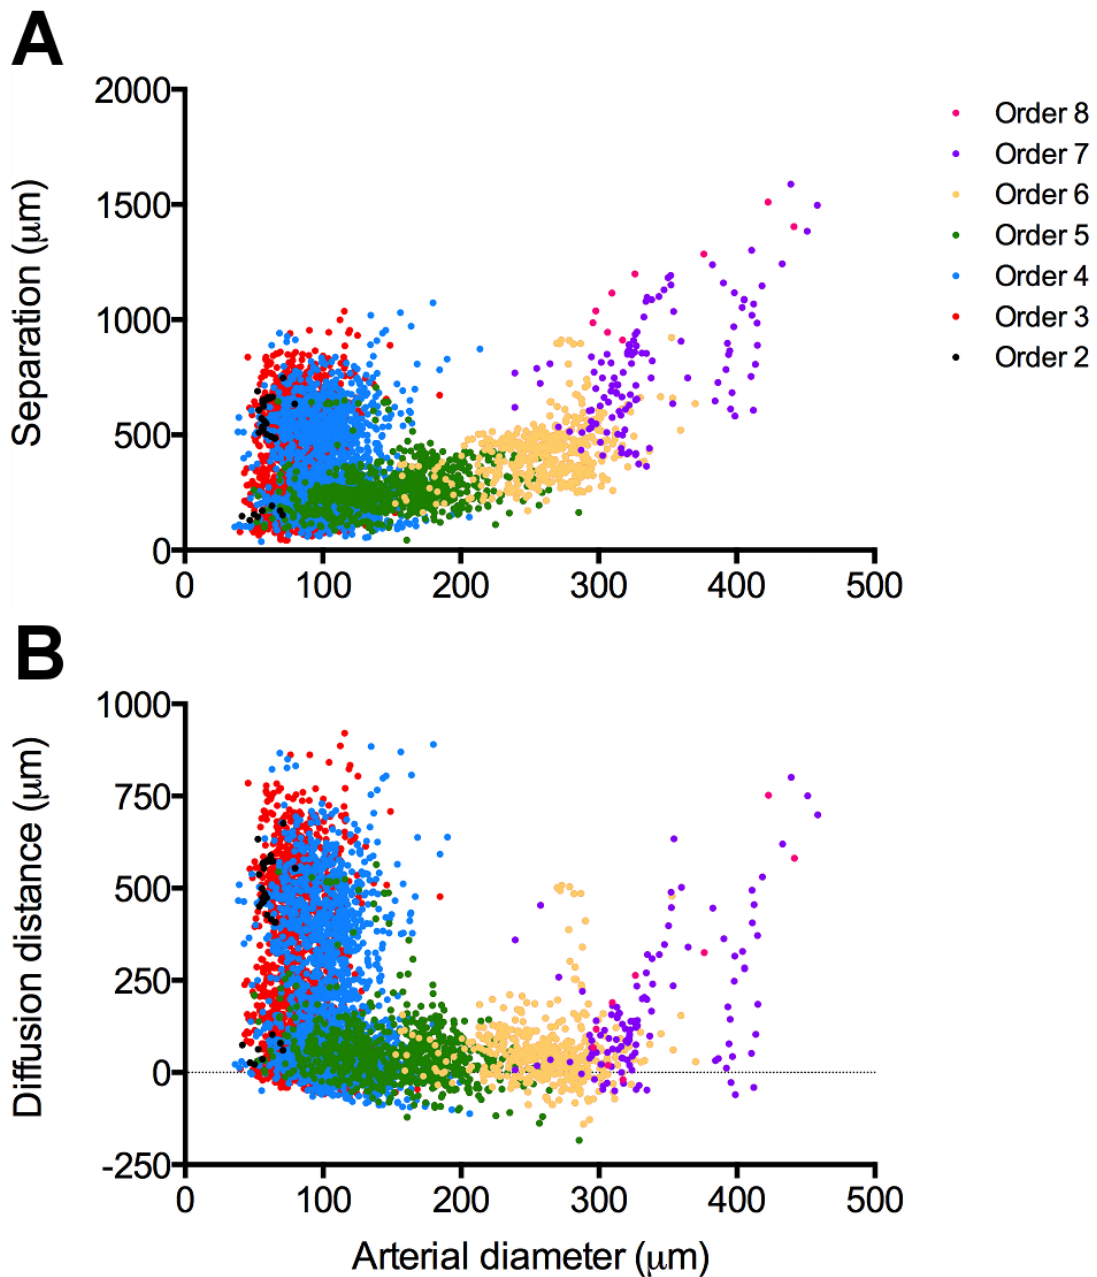 A
2000
1500
1000
500
0
Separation (μm)
0 100 200 300 400 500
Order 8
Order 7
Order 6
Order 5
Order 4
Order 3
Order 2
B
1000
750
500
250
0
-250
Diffusion distance (μm)
0 100 200 300 400 500
Arterial diameter (μm)